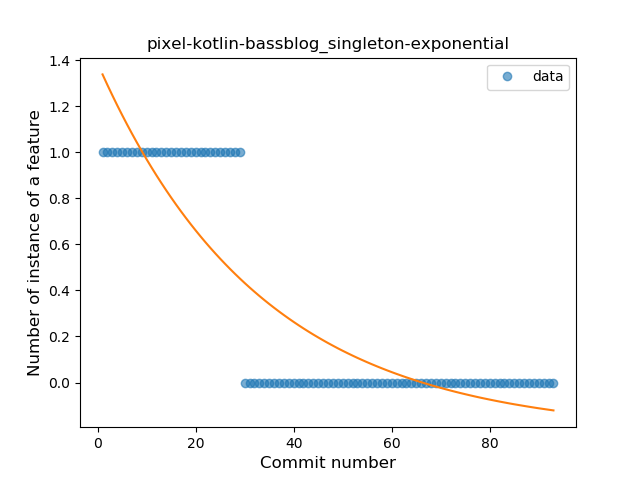 pixel-kotlin-bassblog_singleton-exponential
data
Number of instance of a feature
1.4
1.2
1.0
0.8
0.6
0.4
0.2
0.0
0 20 40 60 80
Commit number